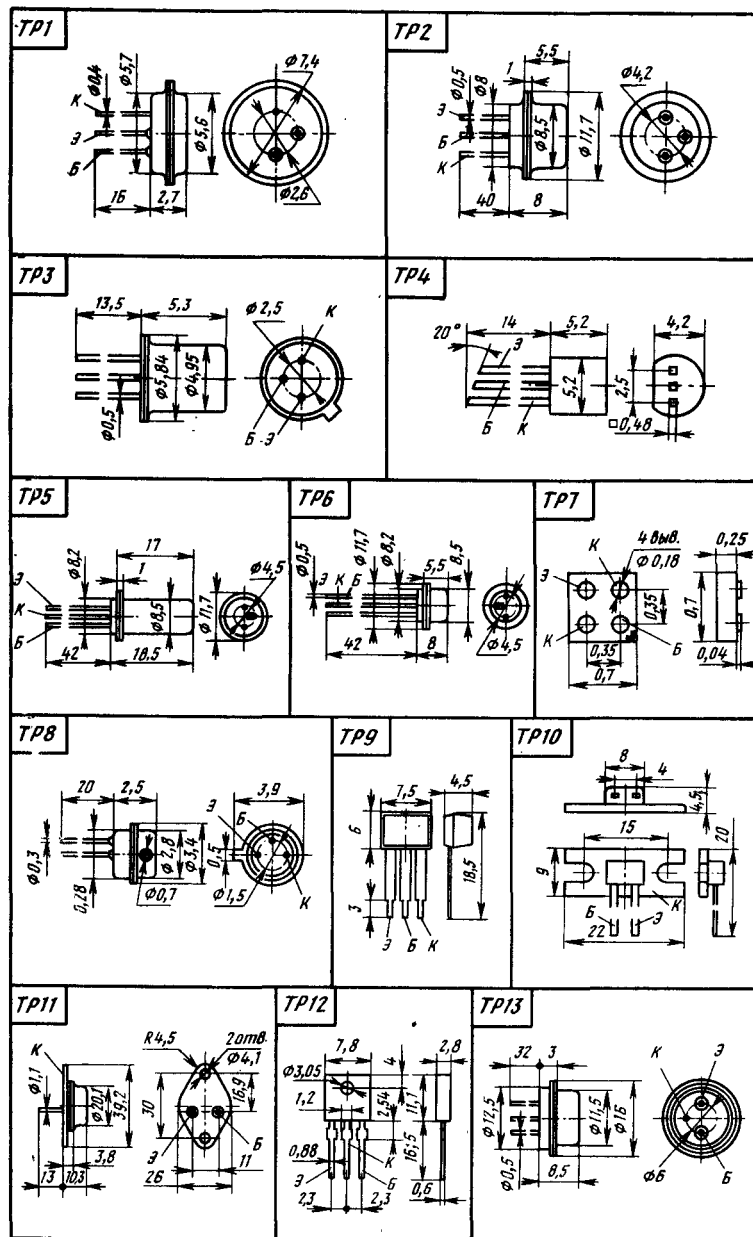 ТР1
К
Э
Б
Ф0,4
Ф5,7
Ф5,6
Ф7,4
Ф2,6
16
2,7
ТР2
5,5
1
Ф0,5
Ф8
Э
Б
К
Ф8,5
Ф11,7
Ф4,2
40
8
ТР3
13,5
5,3
Ф2,5
К
Ф5,84
Ф4,95
Ф0,5
Б
Э
ТР4
14
5,2
4,2
20°
Э
5,2
2,5
Б
К
□0,48
ТР5
17
1
Ф8,2
Э
К
Б
Ф8,5
Ф11,7
Ф4,5
42
18,5
ТР6
Ф0,5
Э
К
Б
Ф11,7
Ф8,2
5,5
8,5
42
8
Ф4,5
ТР7
4 выв.
Ф0,18
0,25
К
Э
0,35
0,7
К
Б
0,35
0,7
0,04
ТР8
20
2,5
3,9
Э
Б
Ф0,3
0,28
Ф2,8
Ф3,4
0,5
Ф0,7
Ф1,5
К
ТР9
7,5
4,5
6
3
18,5
Э
Б
К
ТР10
8
4
4,5
15
20
9
К
Б
Э
22
ТР11
К
R4,5
2отв.
Ф4,1
Ф1,1
Ф20,1
39,2
30
16,9
Э
Б
3,8
13
10,3
11
26
ТР12
7,8
4
2,8
Ф3,05
1,2
2,54
11,1
0,88
К
Э
Б
16,5
0,6
2,3
2,3
ТР13
32
3
К
Э
Ф12,5
Ф11,5
Ф16
Ф0,5
8,5
Ф6
Б